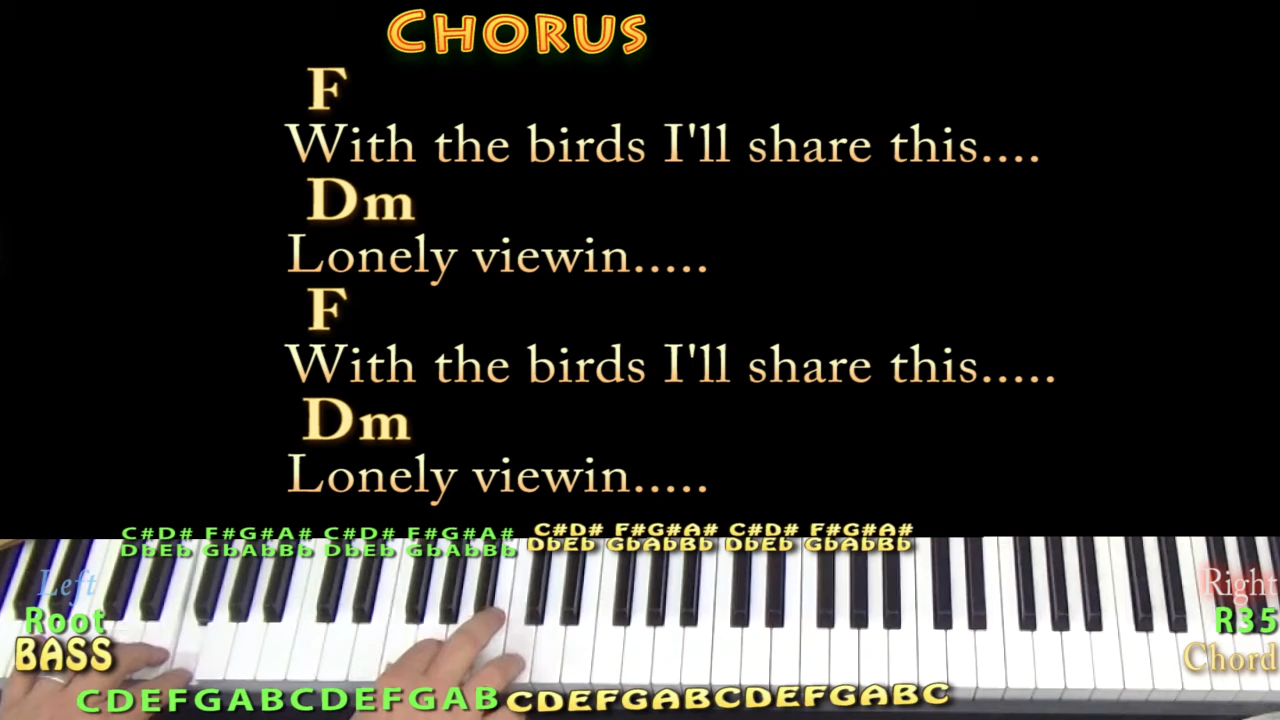 CHORUS
F
With the birds I'll share this....
Dm
Lonely viewin.....
F
With the birds I'll share this.....
Dm
Lonely viewin.....
C#D# F#G#A# C#D# F#G#A# C#D# F#G#A# C#D# F#G#A#
DbEb GbAbBb DbEb GbAbBb DbEb GbAbBb DbEb GbAbBb
Left
Root
BASS
Right
R35
Chord
CDEFGABCDEFGAB CDEFGABCDEFGABC